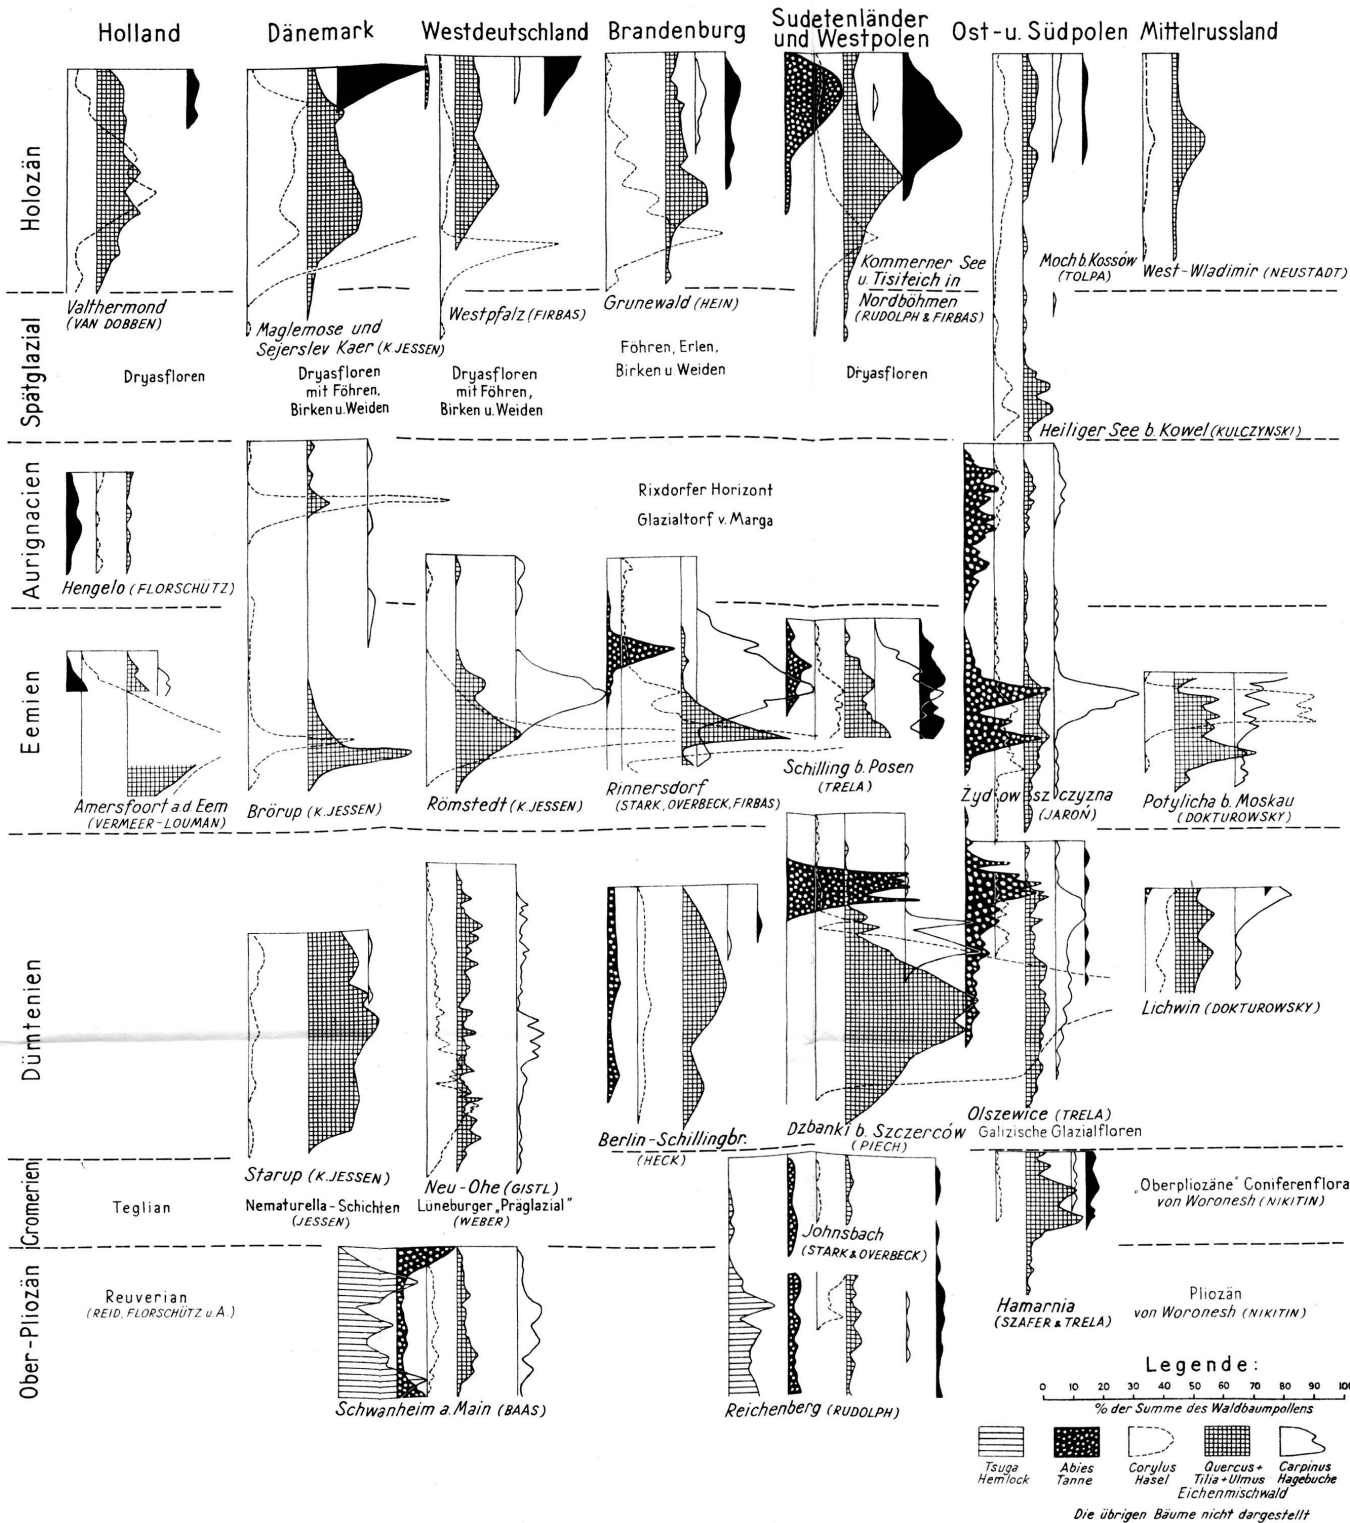 Holland
Dänemark
Westdeutschland
Brandenburg
Sudetenländer
und Westpolen
Ost-u. Südpolen
Mittelrussland
Holozän
Valthermond
(VAN DOBBEN)
Maglemose und
Sejerslev Kaer (K.JESSEN)
Westpfalz (FIRBAS)
Grunewald (HEIN)
Kommerner See
u. Tisiteich in
Nordböhmen
(RUDOLPH & FIRBAS)
Moch b. Kossów
(TOLPA)
West-Wladimir (NEUSTADT)
Spätglazial
Dryasfloren
Dryasfloren
mit Föhren,
Birken u. Weiden
Dryasfloren
mit Föhren,
Birken u. Weiden
Föhren, Erlen,
Birken u. Weiden
Dryasfloren
Heiliger See b. Kowel (KULCZYNSKI)
Aurignacien
Hengelo (FLORSCHÜTZ)
Rixdorfer Horizont
Glazialtorf v. Marga
Eemien
Amersfoort a.d. Eem
(VERMEER-LOUMAN)
Brörup (K.JESSEN)
Römstedt (K.JESSEN)
Rinnersdorf
(STARK, OVERBECK, FIRBAS)
Schilling b. Posen
(TRELA)
Żydowszczyzna
(JAROŃ)
Potylicha b. Moskau
(DOKTUROWSKY)
Dürntenien
Starup (K.JESSEN)
Neu-Ohe (GISTL)
Berlin-Schillingbr.
(HECK)
Dzbanki b. Szczerców
(PIECH)
Olszewice (TRELA)
Galizische Glazialfloren
Lichwin (DOKTUROWSKY)
Cromerien
Teglian
Nematurella-Schichten
(JESSEN)
Lüneburger „Präglazial"
(WEBER)
Johnsbach
(STARK & OVERBECK)
„Oberpliozäne" Coniferenflora
von Woronesh (NIKITIN)
Ober-Pliozän
Reuverian
(REID, FLORSCHÜTZ u. A.)
Schwanheim a. Main (BAAS)
Reichenberg (RUDOLPH)
Hamarnia
(SZAFER & TRELA)
Pliozän
von Woronesh (NIKITIN)
Legende:
0 10 20 30 40 50 60 70 80 90 100
% der Summe des Waldbaumpollens
Tsuga
Hemlock
Abies
Tanne
Corylus
Hasel
Quercus+
Tilia+Ulmus
Eichenmischwald
Carpinus
Hagebuche
Die übrigen Bäume nicht dargestellt